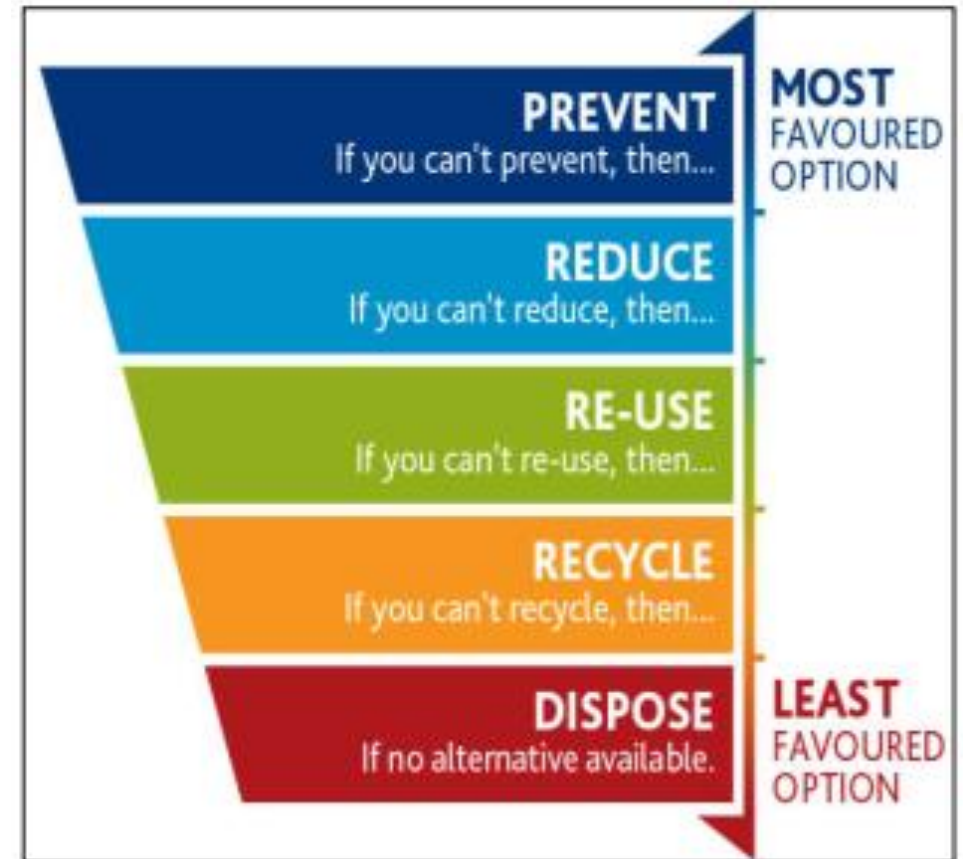 PREVENT
If you can't prevent, then...
MOST
FAVOURED
OPTION
REDUCE
If you can't reduce, then...
RE-USE
If you can't re-use, then...
RECYCLE
If you can't recycle, then...
DISPOSE
If no alternative available.
LEAST
FAVOURED
OPTION